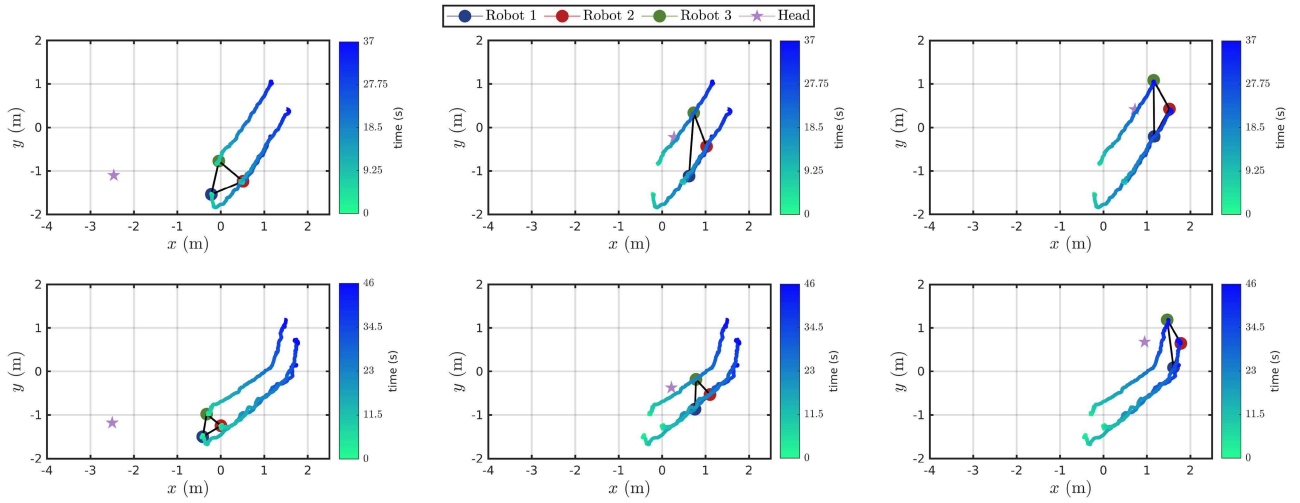 Robot 1 Robot 2 Robot 3 Head
2 1 0 -1 -2
y (m)
-4 -3 -2 -1 0 1 2
x (m)
37 27.75 18.5 9.25 0
time (s)
2 1 0 -1 -2
y (m)
-4 -3 -2 -1 0 1 2
x (m)
37 27.75 18.5 9.25 0
time (s)
2 1 0 -1 -2
y (m)
-4 -3 -2 -1 0 1 2
x (m)
37 27.75 18.5 9.25 0
time (s)
2 1 0 -1 -2
y (m)
-4 -3 -2 -1 0 1 2
x (m)
46 34.5 23 11.5 0
time (s)
2 1 0 -1 -2
y (m)
-4 -3 -2 -1 0 1 2
x (m)
46 34.5 23 11.5 0
time (s)
2 1 0 -1 -2
y (m)
-4 -3 -2 -1 0 1 2
x (m)
46 34.5 23 11.5 0
time (s)